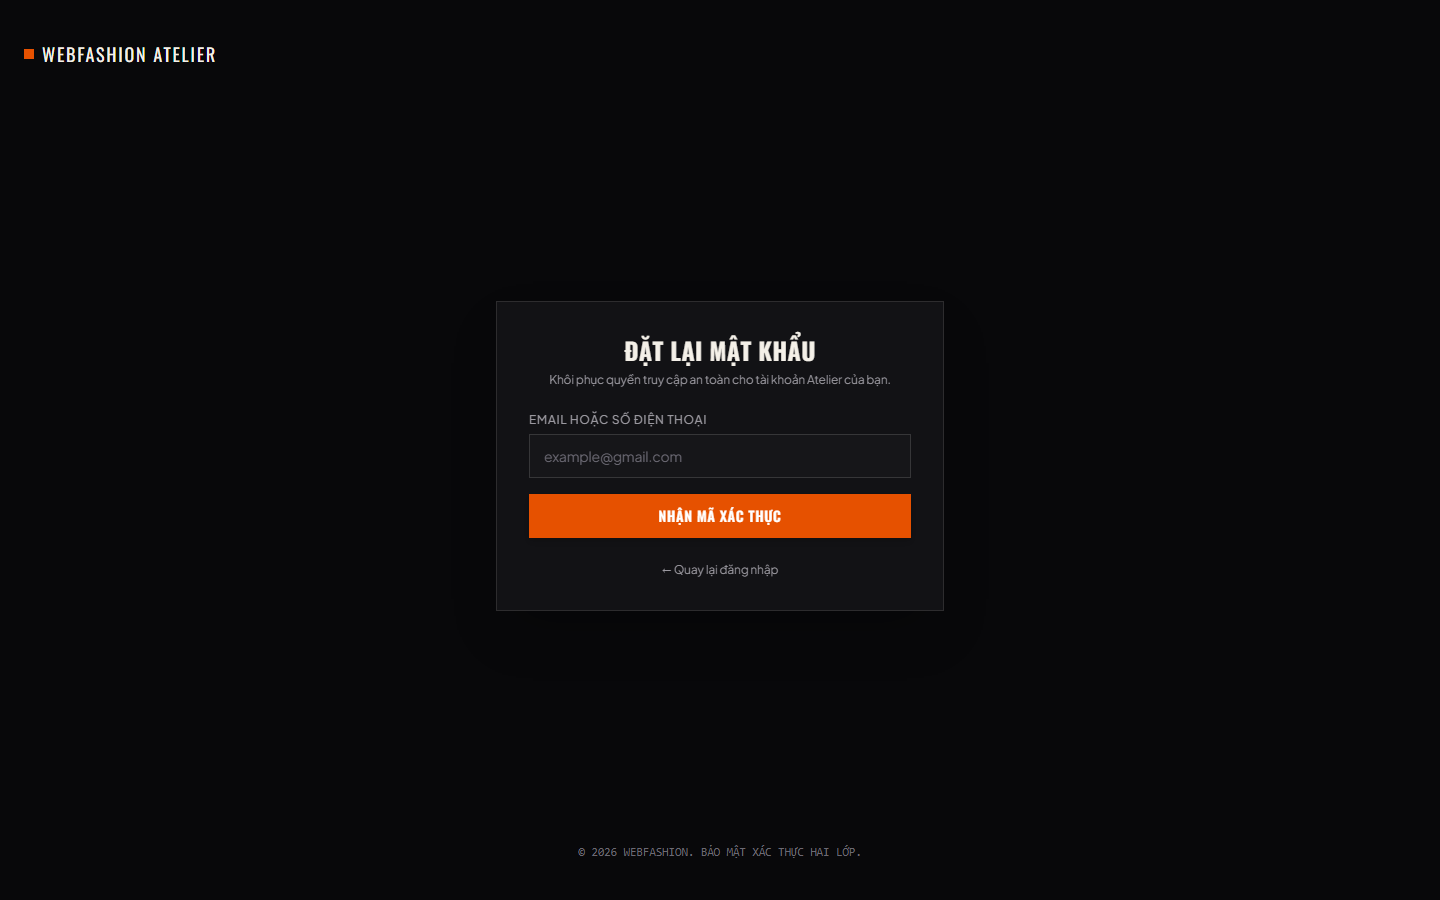 WEBFASHION ATELIER
ĐẶT LẠI MẬT KHẨU
Khôi phục quyền truy cập an toàn cho tài khoản Atelier của bạn.
EMAIL HOẶC SỐ ĐIỆN THOẠI
example@gmail.com
NHẬN MÃ XÁC THỰC
← Quay lại đăng nhập
© 2026 WEBFASHION. BẢO MẬT XÁC THỰC HAI LỚP.